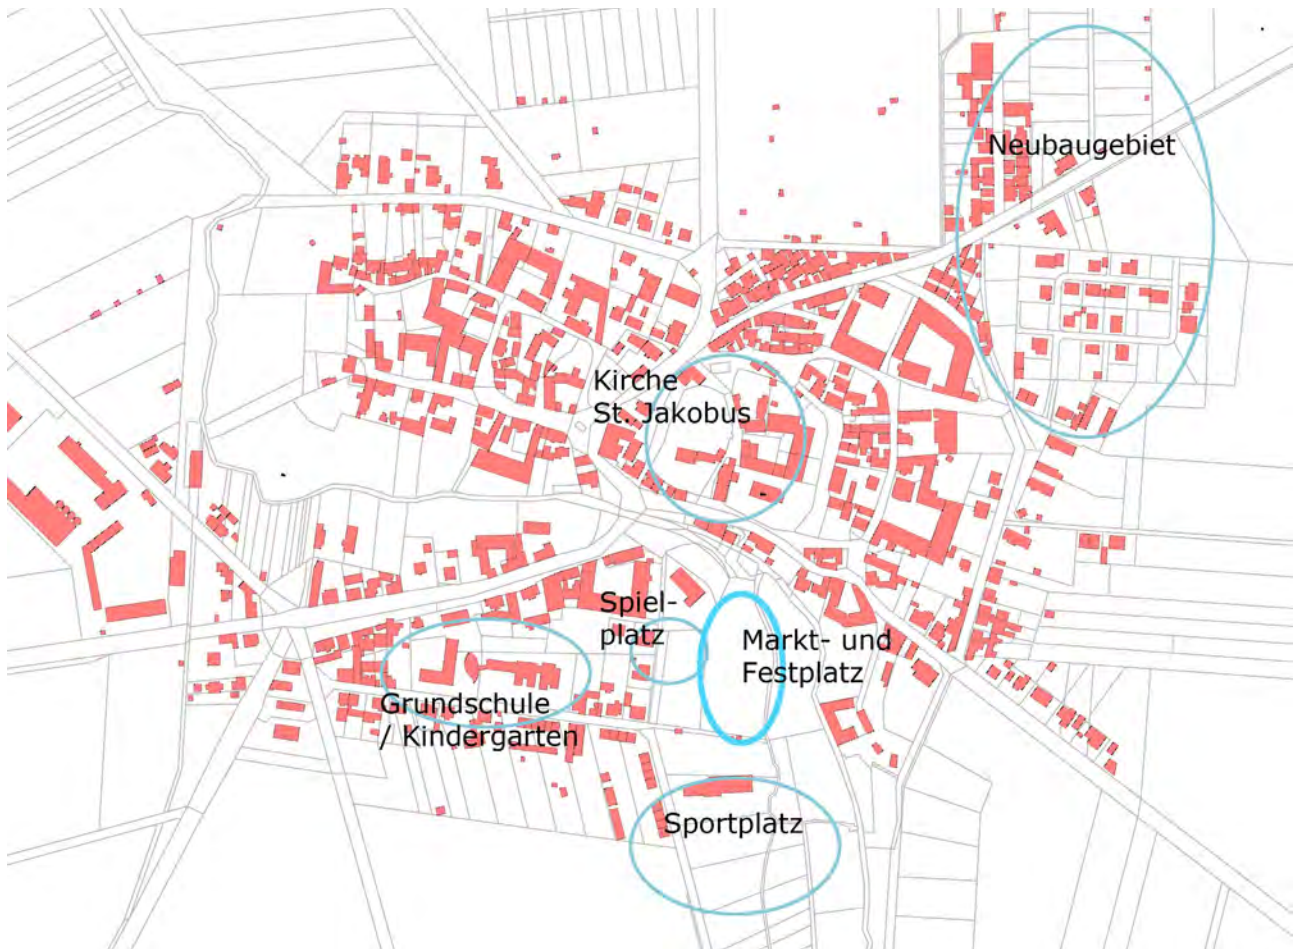 Neubaugebiet
Kirche
St. Jakobus
Spiel-
platz
Markt- und
Festplatz
Grundschule
/ Kindergarten
Sportplatz